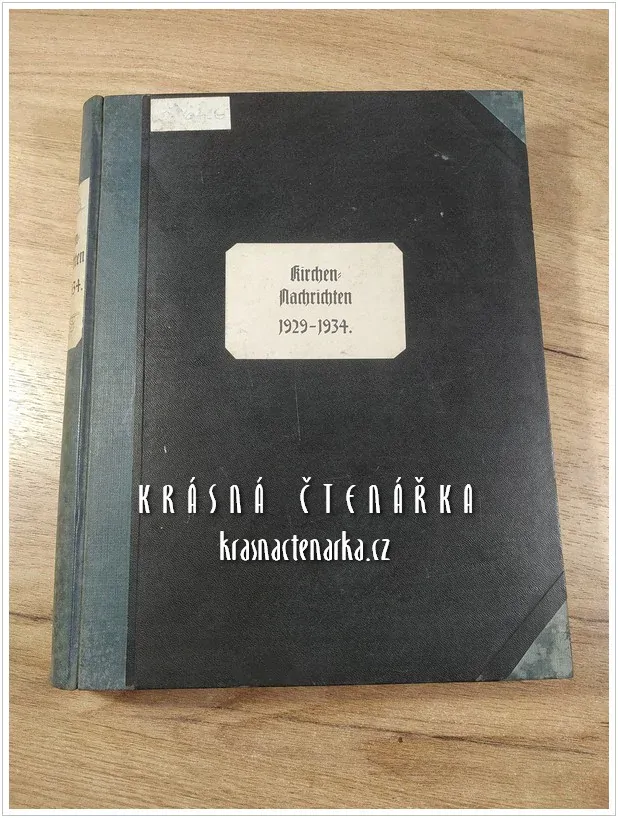 Kirchen-
Nachrichten
1929-1934.
KRÁSNÁ ČTENÁŘKA
krasnactenarka.cz